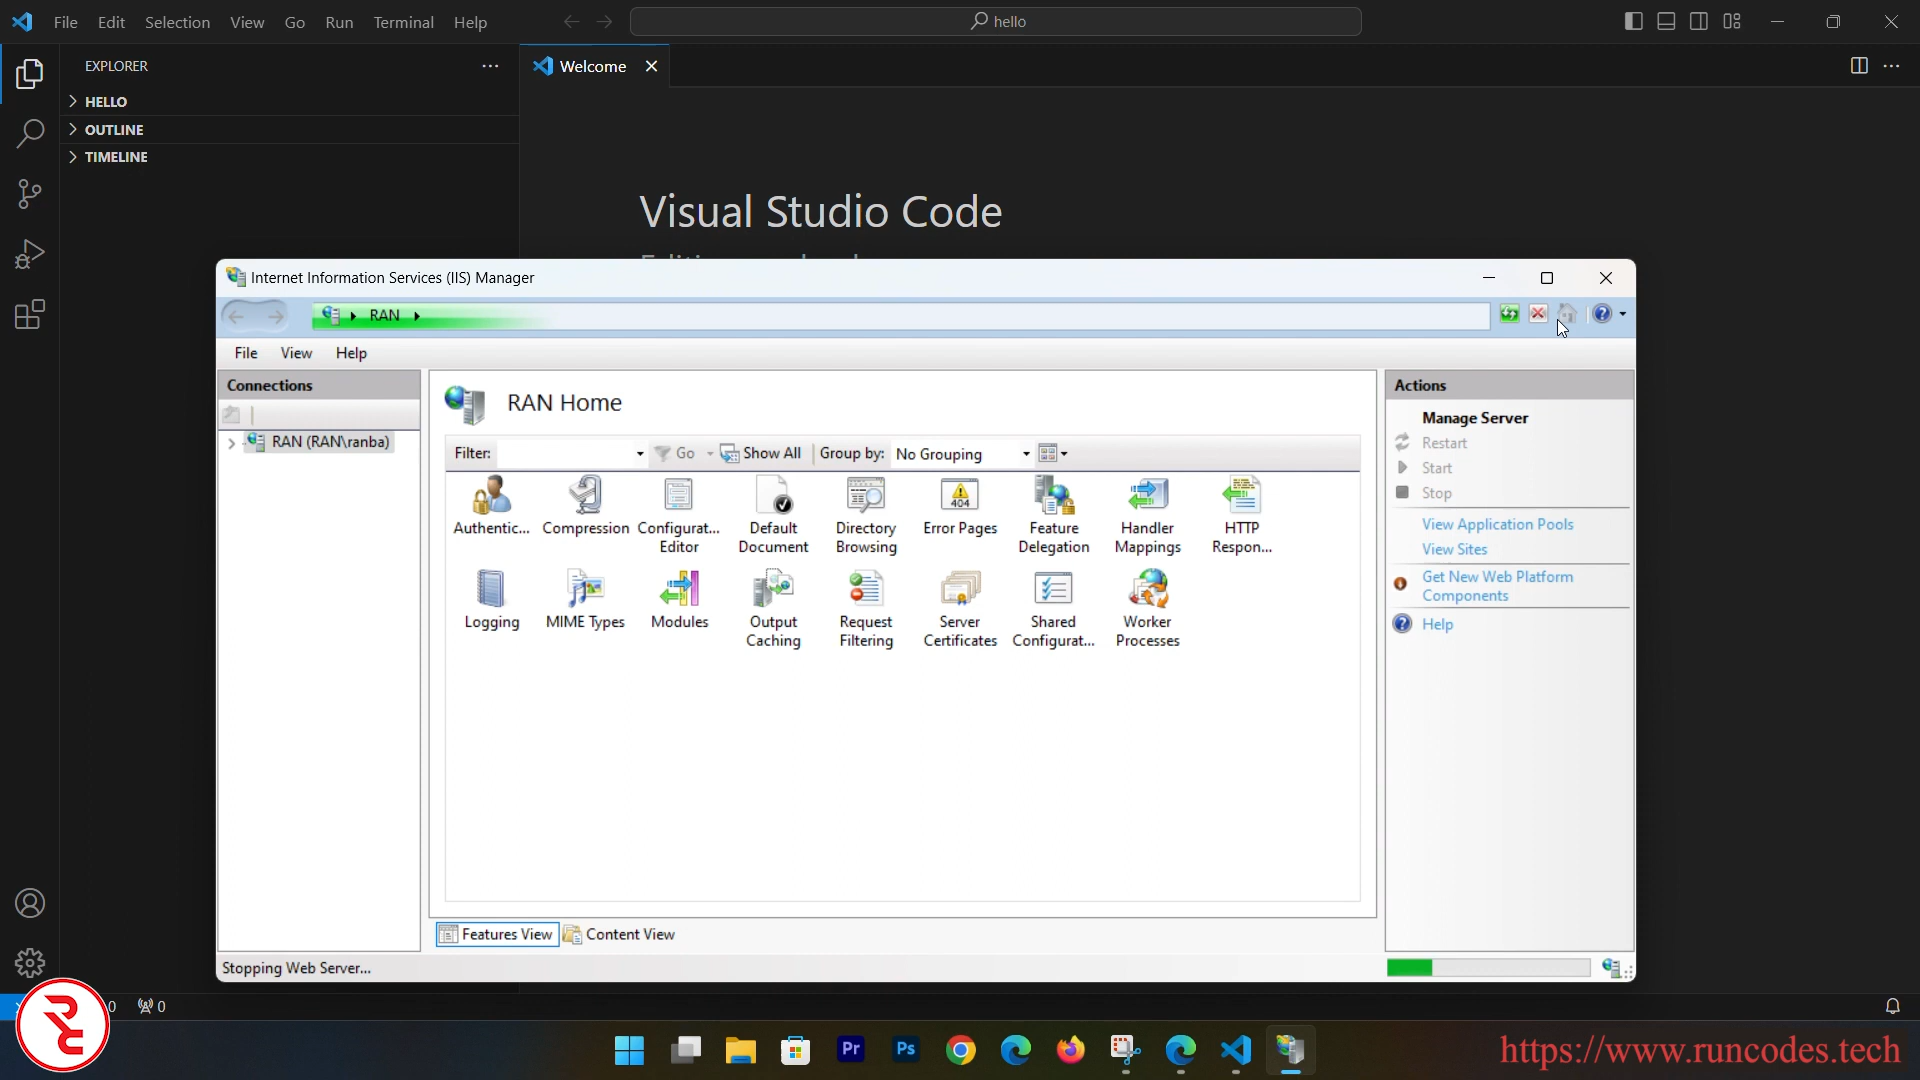 File Edit Selection View Go Run Terminal Help
hello
EXPLORER
Welcome
HELLO
OUTLINE
TIMELINE
Visual Studio Code
Internet Information Services (IIS) Manager
RAN
File View Help
Connections
RAN (RAN\ranba)
RAN Home
Filter: Go Show All Group by: No Grouping
Authentic... Compression Configurat... Editor Default Document Directory Browsing Error Pages Feature Delegation Handler Mappings HTTP Respon...
404
Logging MIME Types Modules Output Caching Request Filtering Server Certificates Shared Configurat... Worker Processes
Features View Content View
Actions
Manage Server
Restart
Start
Stop
View Application Pools
View Sites
Get New Web Platform
Components
Help
Stopping Web Server...
0 0
Pr Ps
RC
https://www.runcodes.tech